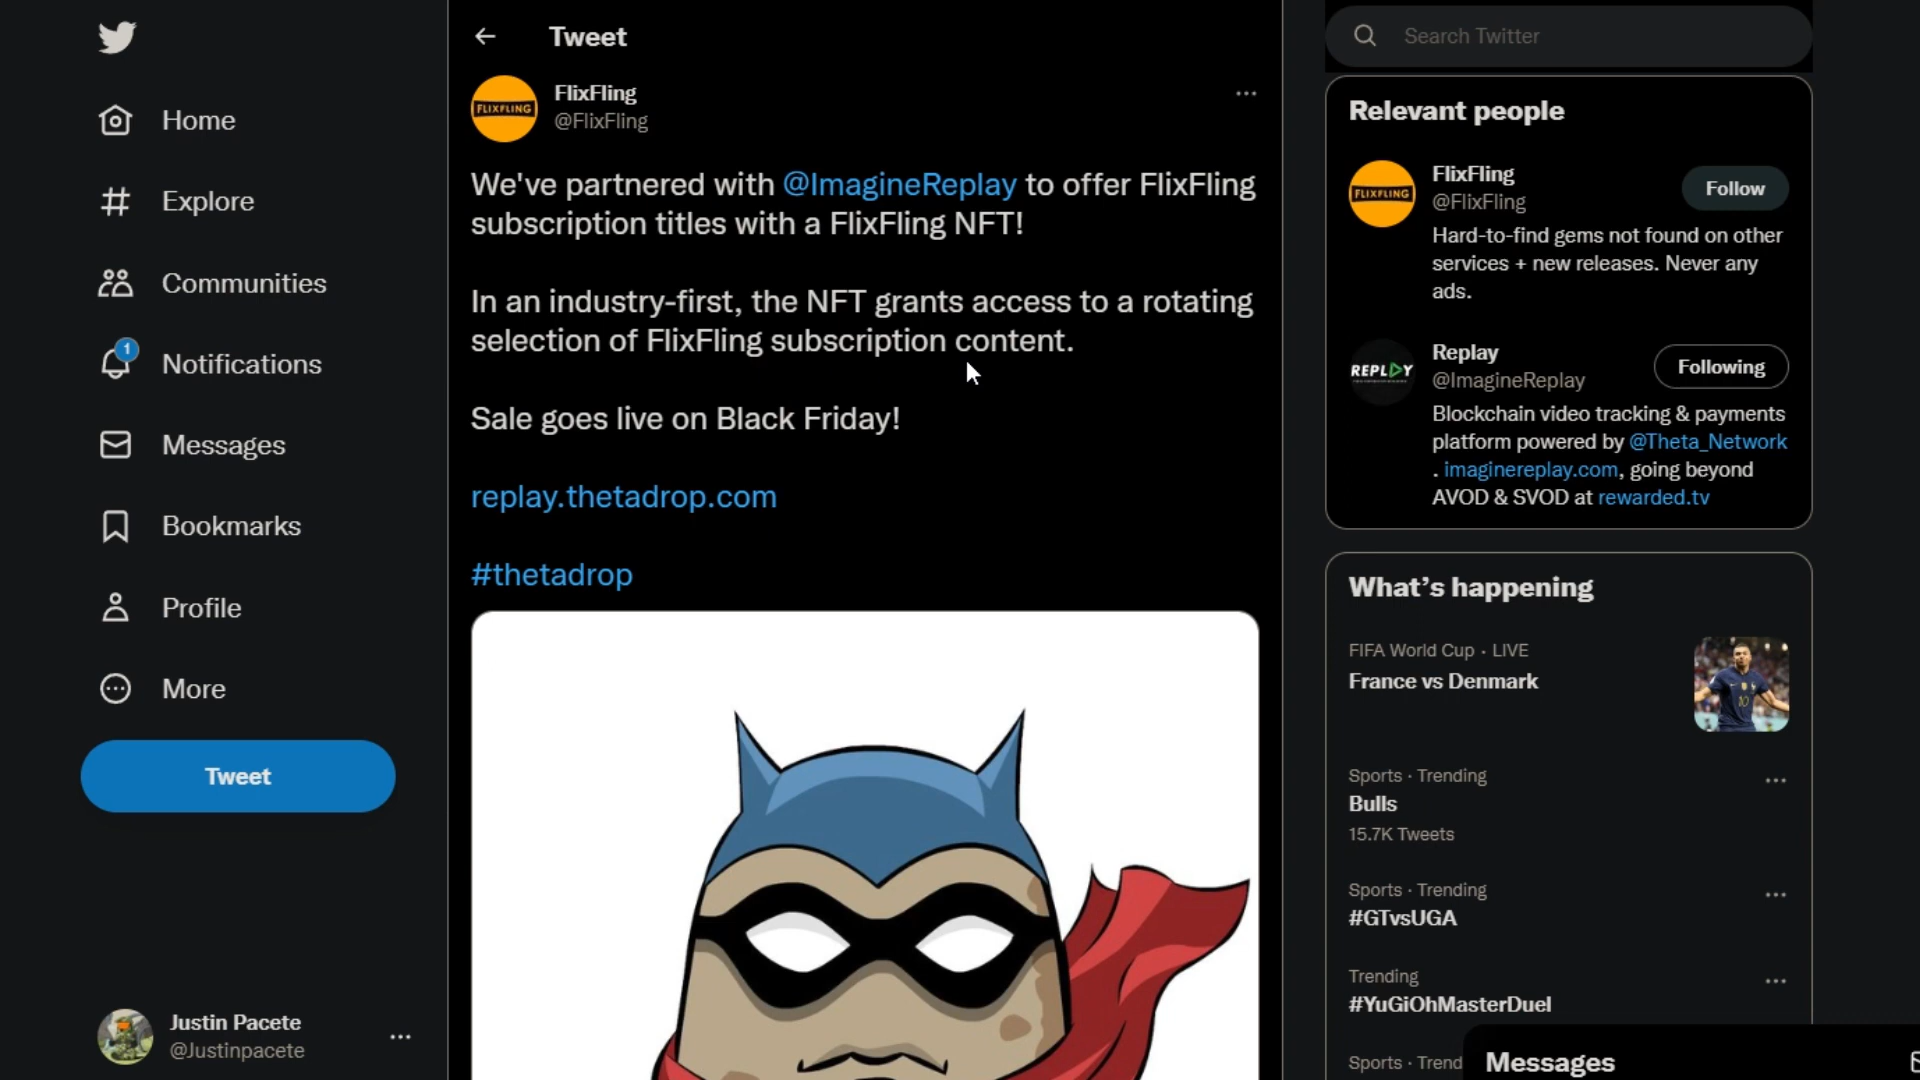 Home
Explore
Communities
1
Notifications
Messages
Bookmarks
Profile
More
Tweet
Justin Pacete
@Justinpacete
Tweet
FLIXFLING
FlixFling
@FlixFling
We've partnered with @ImagineReplay to offer FlixFling
subscription titles with a FlixFling NFT!
In an industry-first, the NFT grants access to a rotating
selection of FlixFling subscription content.
Sale goes live on Black Friday!
replay.thetadrop.com
#thetadrop
Search Twitter
Relevant people
FLIXFLING
FlixFling
@FlixFling
Follow
Hard-to-find gems not found on other
services + new releases. Never any
ads.
REPLAY
Replay
@ImagineReplay
Following
Blockchain video tracking & payments
platform powered by @Theta_Network
. imaginereplay.com, going beyond
AVOD & SVOD at rewarded.tv
What's happening
FIFA World Cup · LIVE
France vs Denmark
10
Sports · Trending
Bulls
15.7K Tweets
Sports · Trending
#GTvsUGA
Trending
#YuGiOhMasterDuel
Sports · Trend
Messages